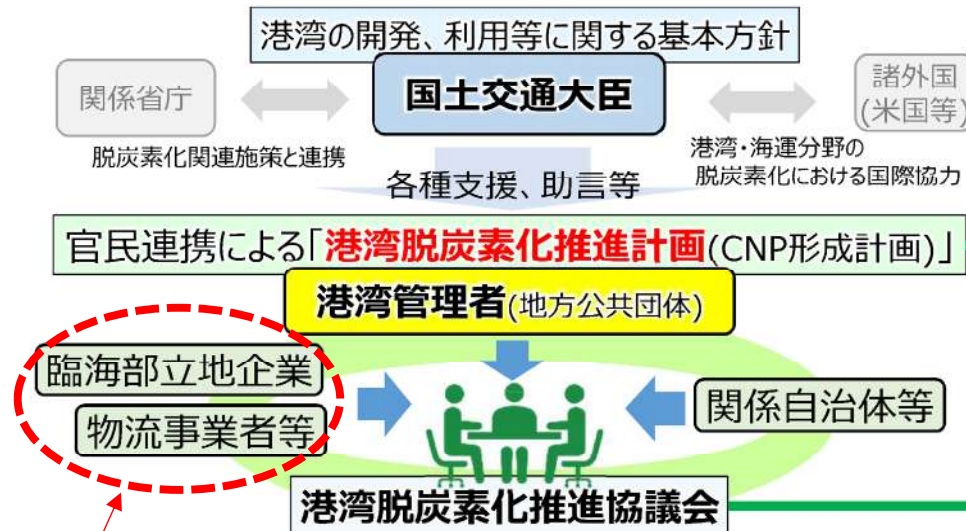 港湾の開発、利用等に関する基本方針
関係省庁
国土交通大臣
諸外国
(米国等)
脱炭素化関連施策と連携
港湾・海運分野の
脱炭素化における国際協力
各種支援、助言等
官民連携による「港湾脱炭素化推進計画(CNP形成計画)」
港湾管理者(地方公共団体)
臨海部立地企業
物流事業者等
関係自治体等
港湾脱炭素化推進協議会